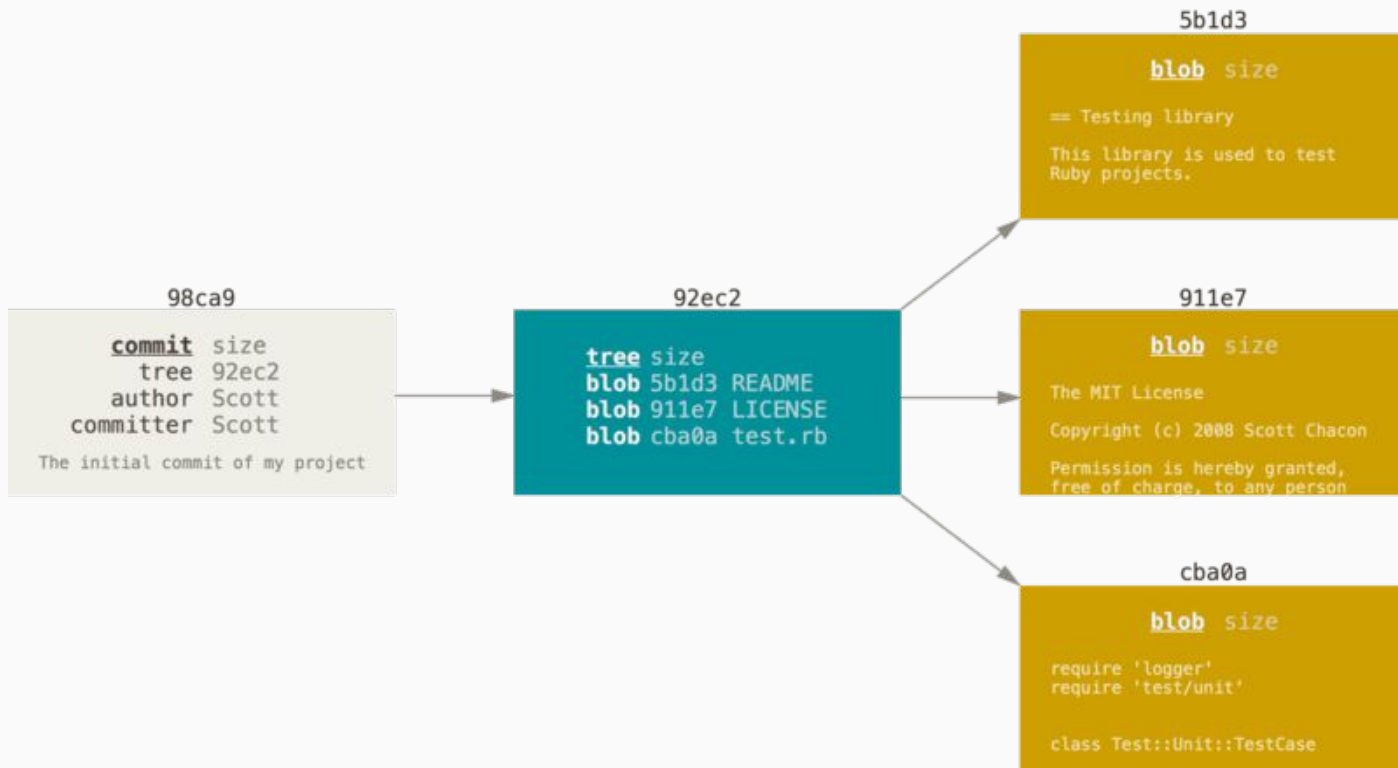 98ca9
commit size
tree 92ec2
author Scott
committer Scott
The initial commit of my project
92ec2
tree size
blob 5b1d3 README
blob 911e7 LICENSE
blob cba0a test.rb
5b1d3
blob size
== Testing library
This library is used to test
Ruby projects.
911e7
blob size
The MIT License
Copyright (c) 2008 Scott Chacon
Permission is hereby granted,
free of charge, to any person
cba0a
blob size
require 'logger'
require 'test/unit'
class Test::Unit::TestCase